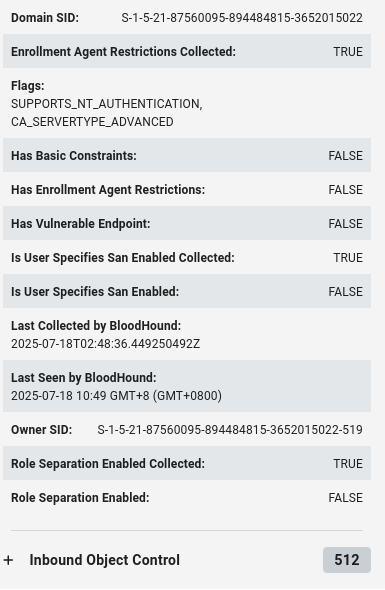 Domain SID: S-1-5-21-87560095-894484815-3652015022
Enrollment Agent Restrictions Collected: TRUE
Flags:
SUPPORTS_NT_AUTHENTICATION,
CA_SERVERTYPE_ADVANCED
Has Basic Constraints: FALSE
Has Enrollment Agent Restrictions: FALSE
Has Vulnerable Endpoint: FALSE
Is User Specifies San Enabled Collected: TRUE
Is User Specifies San Enabled: FALSE
Last Collected by BloodHound:
2025-07-18T02:48:36.449250492Z
Last Seen by BloodHound:
2025-07-18 10:49 GMT+8 (GMT+0800)
Owner SID: S-1-5-21-87560095-894484815-3652015022-519
Role Separation Enabled Collected: TRUE
Role Separation Enabled: FALSE
+ Inbound Object Control 512